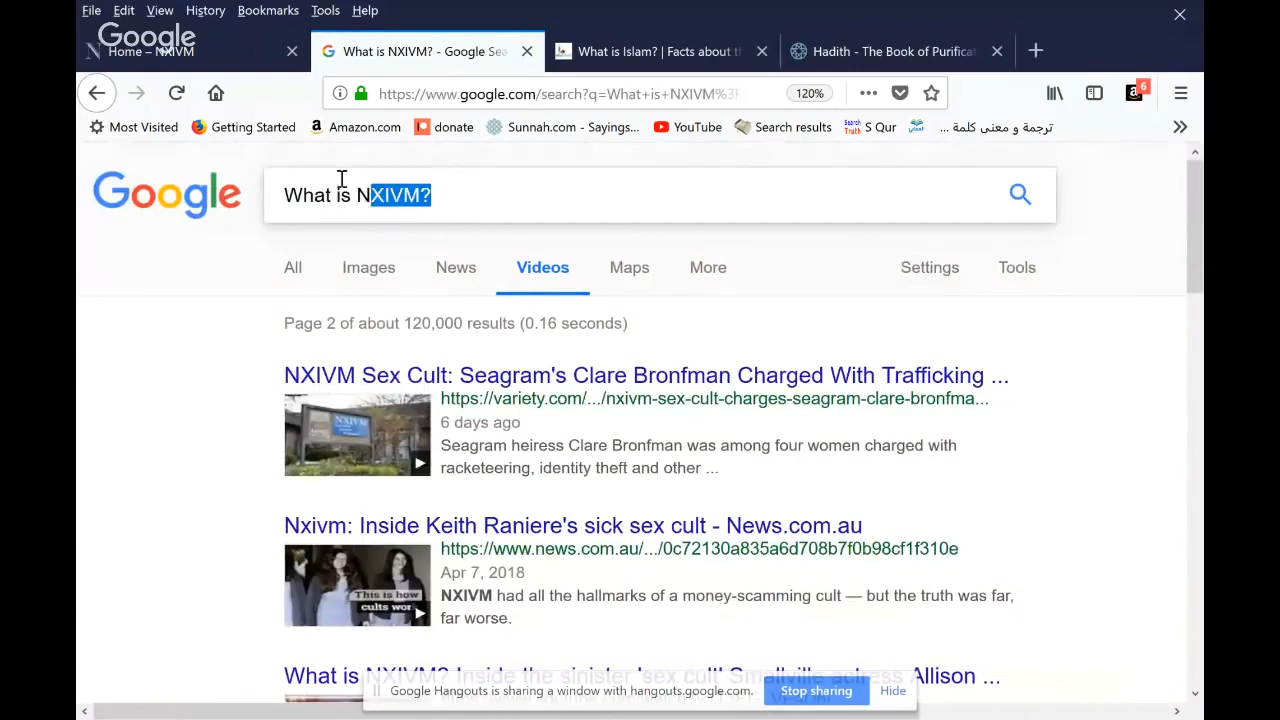 File Edit View History Bookmarks Tools Help
Google
Home – NXIVM
What is NXIVM? - Google Sea
What is Islam? | Facts about th
Hadith - The Book of Purificat
https://www.google.com/search?q=What+is+NXIVM%3
120%
6
Most Visited Getting Started Amazon.com donate Sunnah.com - Sayings... YouTube Search results S Qur ترجمة و معنى كلمة ...
Google
What is NXIVM?
All Images News Videos Maps More Settings Tools
Page 2 of about 120,000 results (0.16 seconds)
NXIVM Sex Cult: Seagram's Clare Bronfman Charged With Trafficking ...
https://variety.com/.../nxivm-sex-cult-charges-seagram-clare-bronfma...
6 days ago
Seagram heiress Clare Bronfman was among four women charged with
racketeering, identity theft and other ...
Nxivm: Inside Keith Raniere's sick sex cult - News.com.au
https://www.news.com.au/.../0c72130a835a6d708b7f0b98cf1f310e
Apr 7, 2018
This is how
cults wor
NXIVM had all the hallmarks of a money-scamming cult — but the truth was far,
far worse.
What is NXIVM? Inside the sinister 'sex cult' Smallville actress Allison ...
Google Hangouts is sharing a window with hangouts.google.com.
Stop sharing
Hide